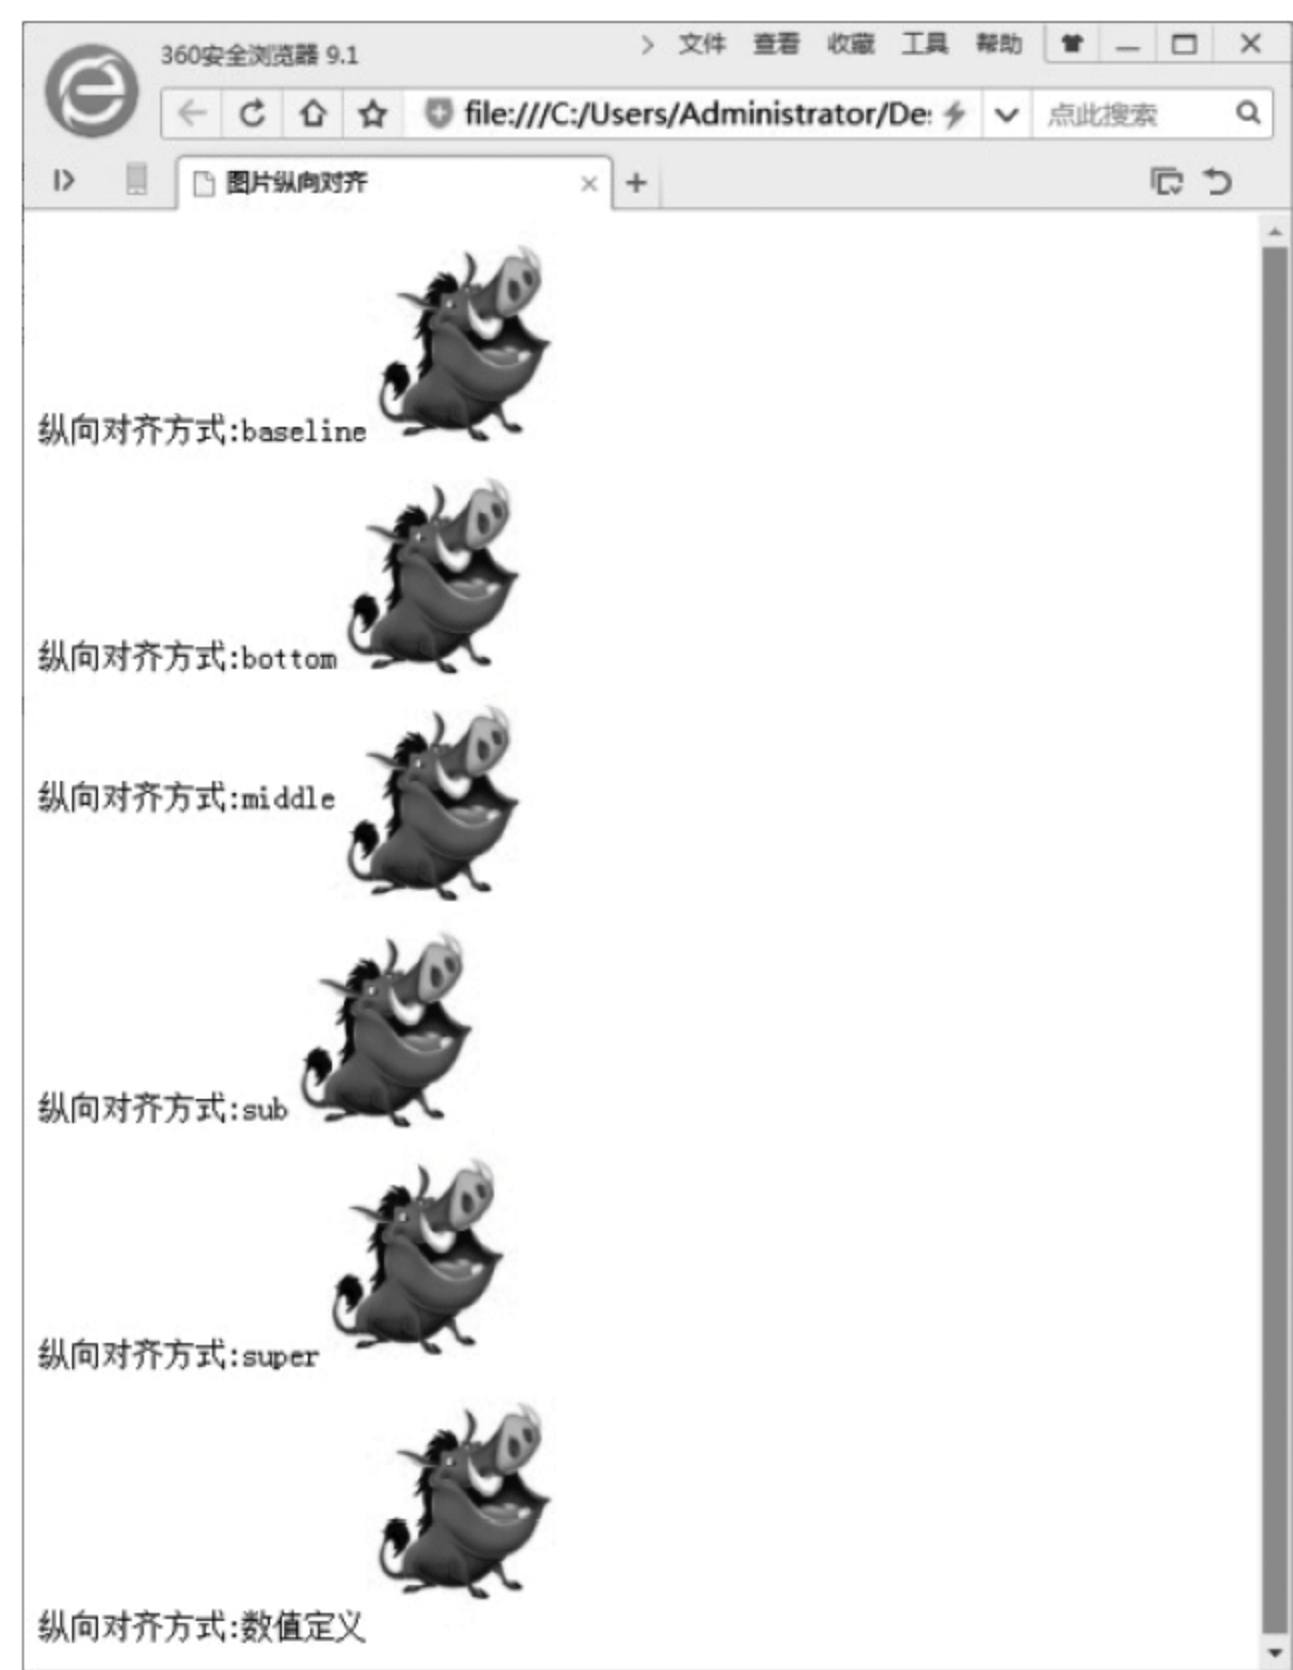 360安全浏览器 9.1
文件 查看 收藏 工具 帮助
file:///C:/Users/Administrator/De:
点此搜索
图片纵向对齐
纵向对齐方式:baseline
纵向对齐方式:bottom
纵向对齐方式:middle
纵向对齐方式:sub
纵向对齐方式:super
纵向对齐方式:数值定义